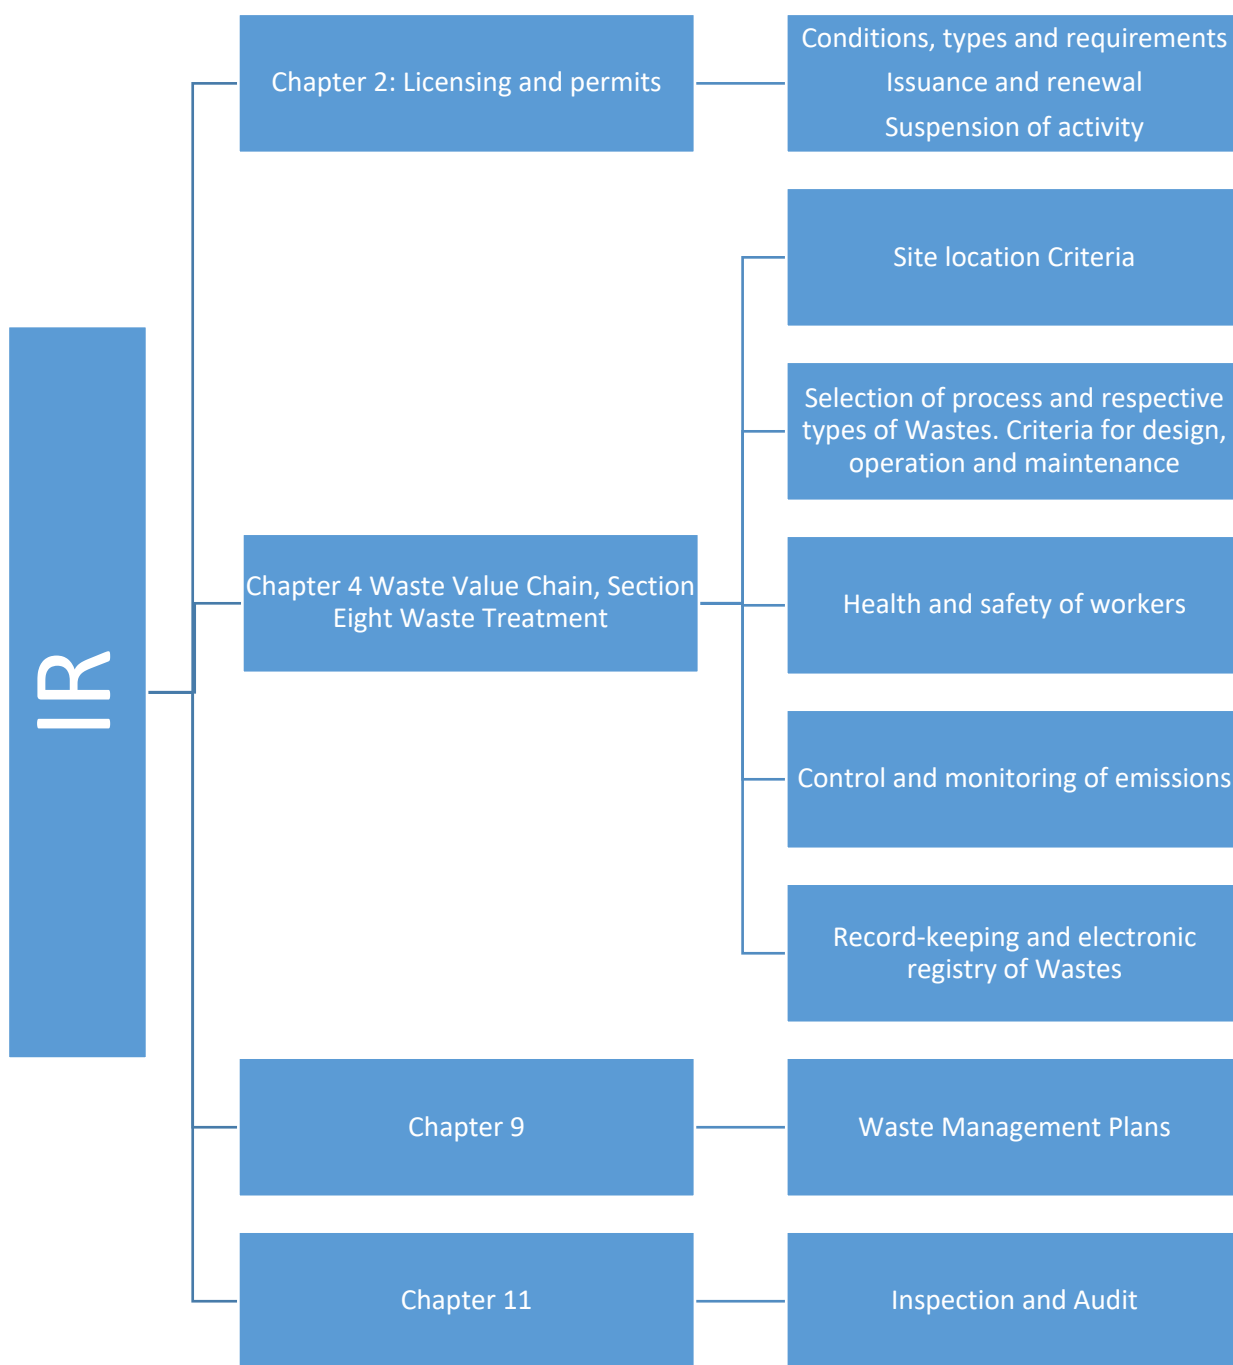 IR
Chapter 2: Licensing and permits
Conditions, types and requirements
Issuance and renewal
Suspension of activity
Chapter 4 Waste Value Chain, Section
Eight Waste Treatment
Site location Criteria
Selection of process and respective
types of Wastes. Criteria for design,
operation and maintenance
Health and safety of workers
Control and monitoring of emissions
Record-keeping and electronic
registry of Wastes
Chapter 9
Waste Management Plans
Chapter 11
Inspection and Audit